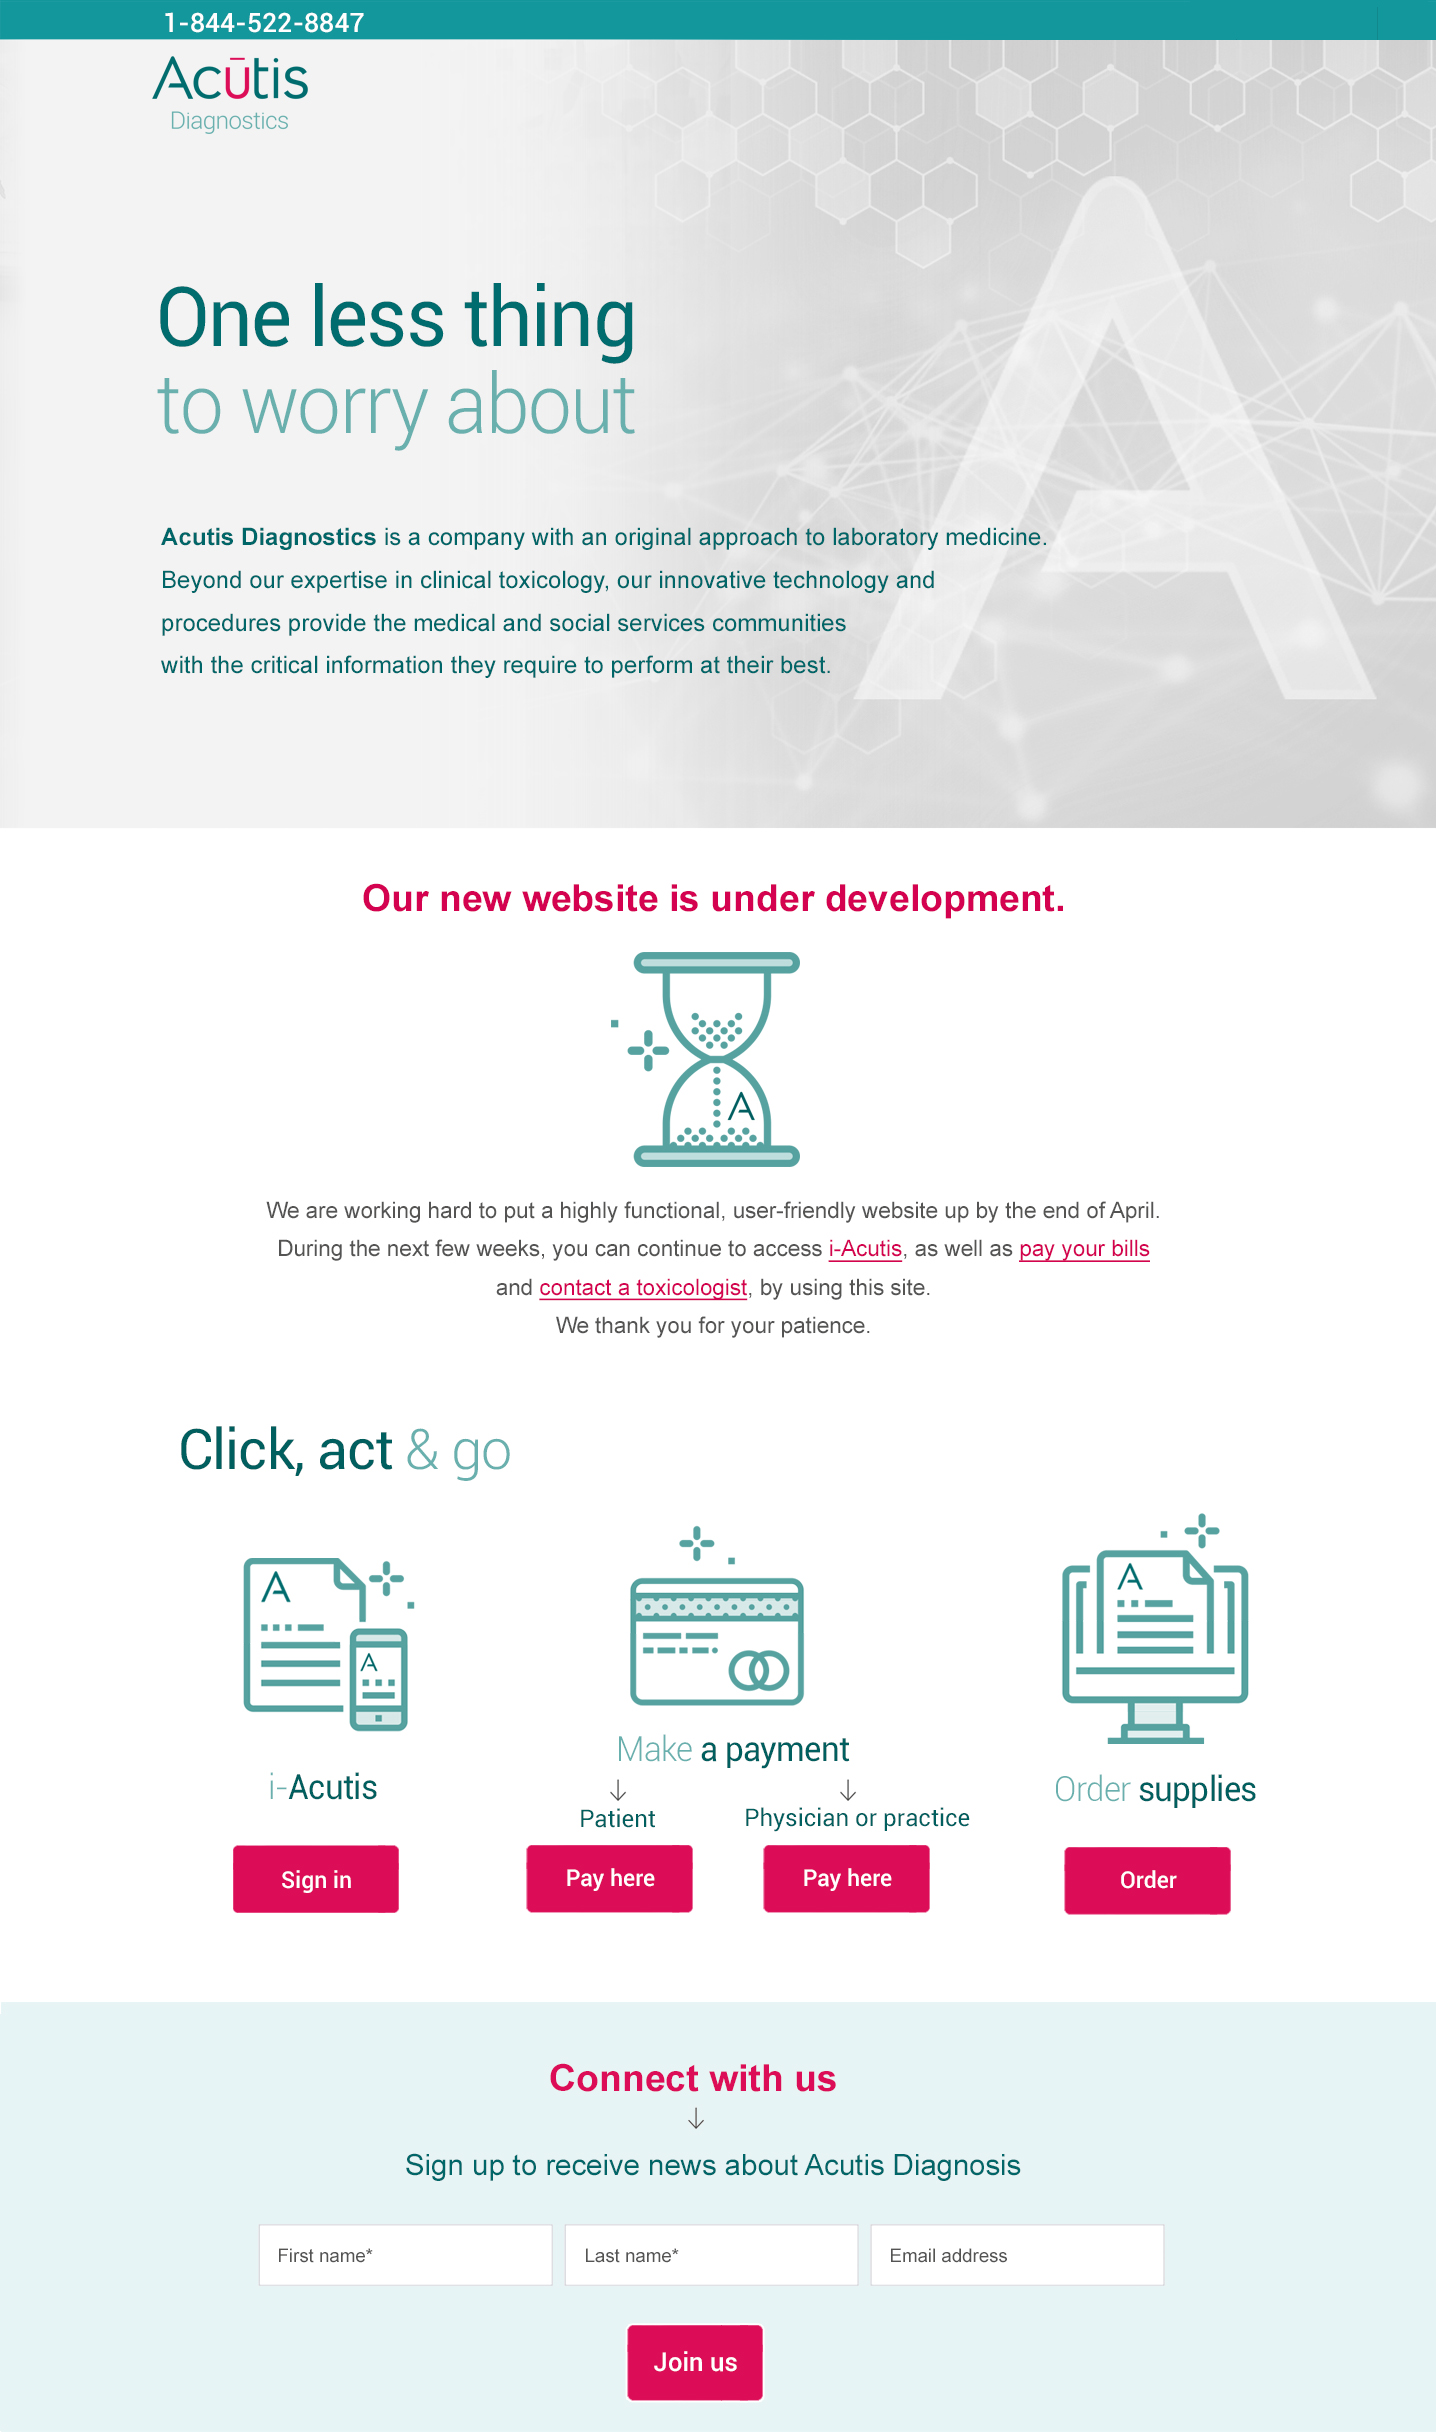 1-844-522-8847
Acūtis
Diagnostics
One less thing
to worry about
Acutis Diagnostics is a company with an original approach to laboratory medicine.
Beyond our expertise in clinical toxicology, our innovative technology and
procedures provide the medical and social services communities
with the critical information they require to perform at their best.
A
Our new website is under development.
A
We are working hard to put a highly functional, user-friendly website up by the end of April.
During the next few weeks, you can continue to access i-Acutis, as well as pay your bills
and contact a toxicologist, by using this site.
We thank you for your patience.
Click, act & go
A
A
i-Acutis
Sign in
Make a payment
Patient
Pay here
Physician or practice
Pay here
A
Order supplies
Order
Connect with us
Sign up to receive news about Acutis Diagnosis
First name*
Last name*
Email address
Join us